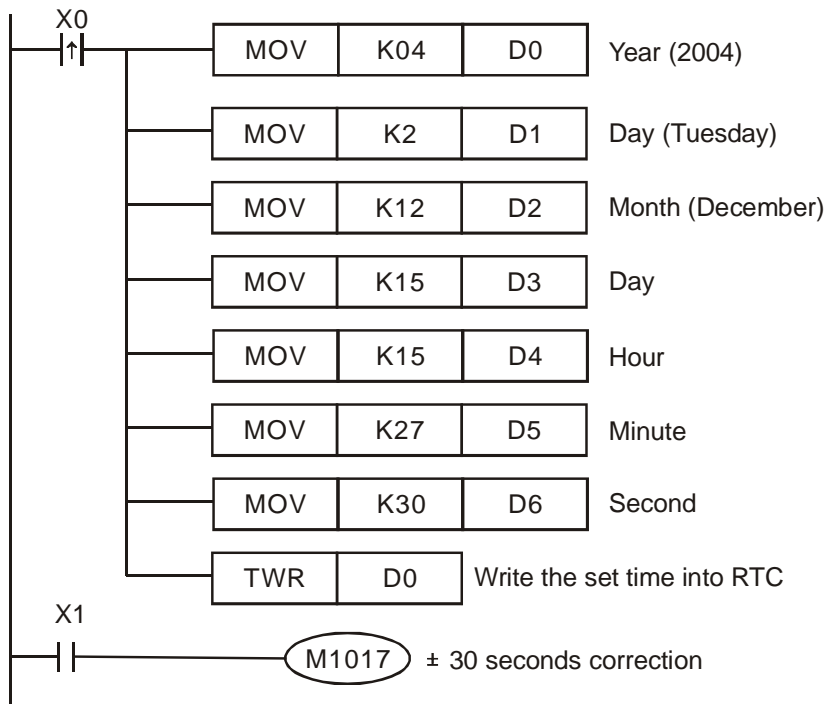 X0
MOV K04 D0 Year (2004)
MOV K2 D1 Day (Tuesday)
MOV K12 D2 Month (December)
MOV K15 D3 Day
MOV K15 D4 Hour
MOV K27 D5 Minute
MOV K30 D6 Second
TWR D0 Write the set time into RTC
X1
M1017 ± 30 seconds correction